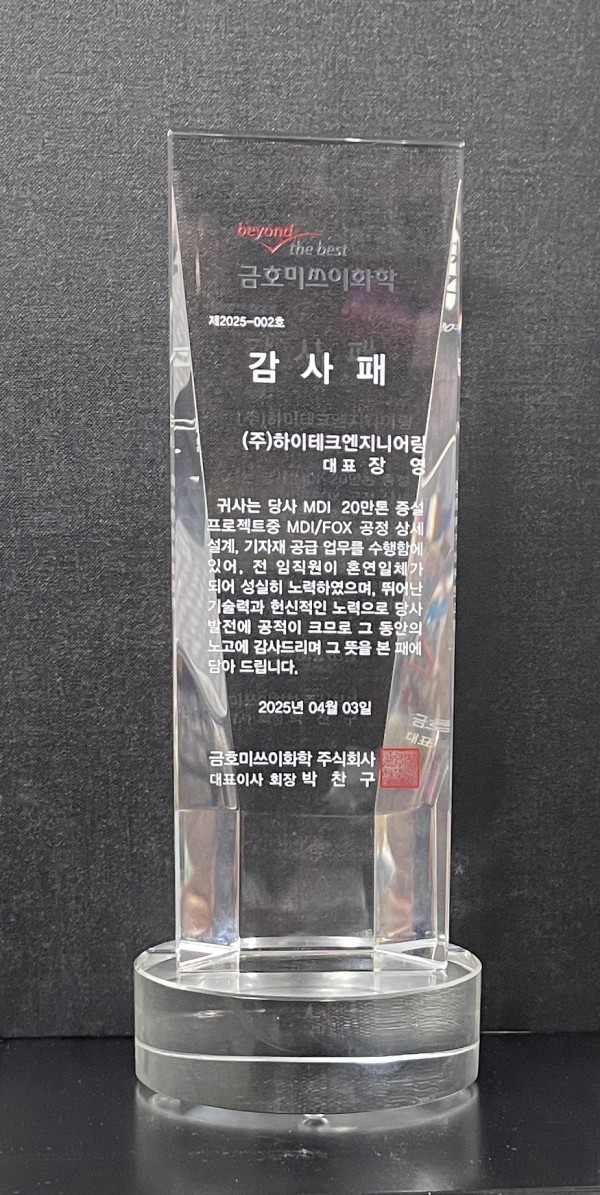 beyond
the best
금호미쓰이화학
제2025-002호
감 사 패
(주)하이테크엔지니어링
대표 장 영
귀사는 당사 MDI 20만톤 증설
프로젝트중 MDI/FOX 공정 상세
설계, 기자재 공급 업무를 수행함에
있어, 전 임직원이 혼연일체가
되어 성실히 노력하였으며, 뛰어난
기술력과 헌신적인 노력으로 당사
발전에 공적이 크므로 그 동안의
노고에 감사드리며 그 뜻을 본 패에
담아 드립니다.
2025년 04월 03일
금호미쓰이화학 주식회사
대표이사 회장 박 찬 구